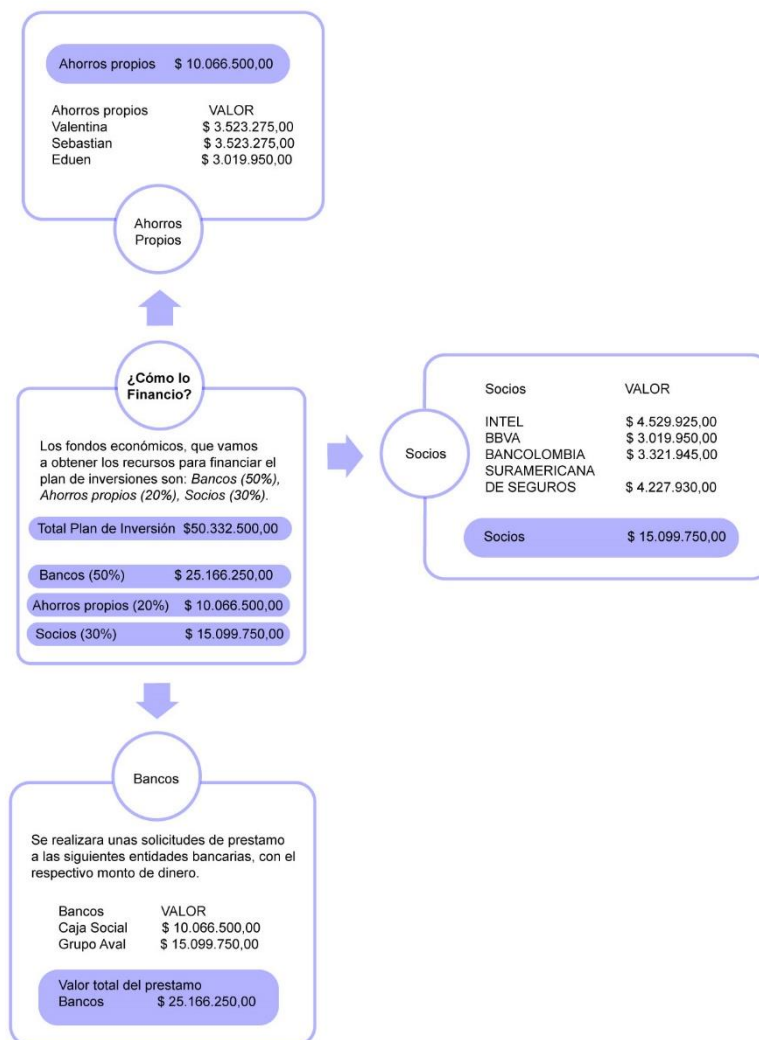 Ahorros propios $ 10.066.500,00
Ahorros propios VALOR
Valentina $ 3.523.275,00
Sebastian $ 3.523.275,00
Eduen $ 3.019.950,00
Ahorros
Propios
¿Cómo lo
Financio?
Los fondos económicos, que vamos
a obtener los recursos para financiar el
plan de inversiones son: Bancos (50%),
Ahorros propios (20%), Socios (30%).
Total Plan de Inversión $50.332.500,00
Bancos (50%) $ 25.166.250,00
Ahorros propios (20%) $ 10.066.500,00
Socios (30%) $ 15.099.750,00
Socios
Socios VALOR
INTEL $ 4.529.925,00
BBVA $ 3.019.950,00
BANCOLOMBIA $ 3.321.945,00
SURAMERICANA
DE SEGUROS $ 4.227.930,00
Socios $ 15.099.750,00
Bancos
Se realizara unas solicitudes de prestamo
a las siguientes entidades bancarias, con el
respectivo monto de dinero.
Bancos VALOR
Caja Social $ 10.066.500,00
Grupo Aval $ 15.099.750,00
Valor total del prestamo
Bancos $ 25.166.250,00